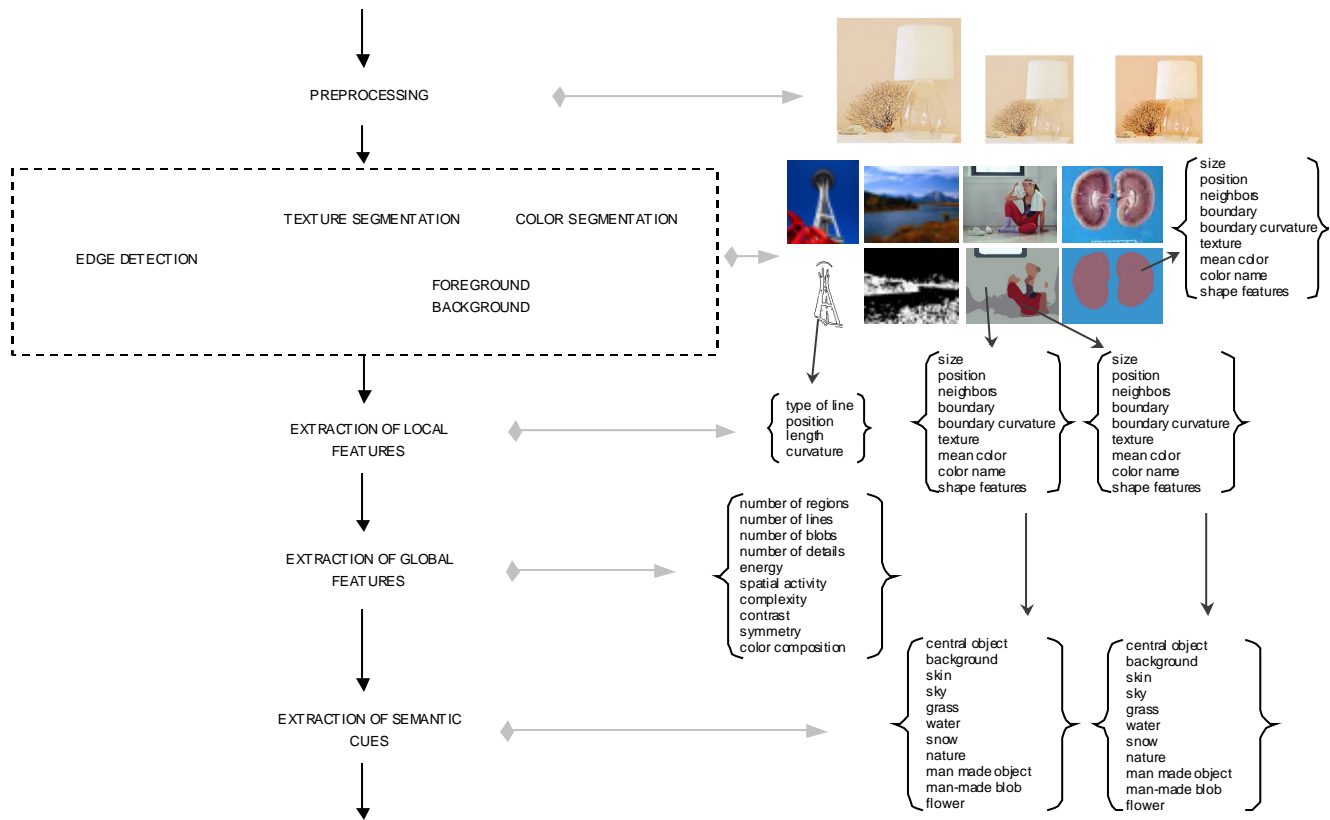 PREPROCESSING
TEXTURE SEGMENTATION
COLOR SEGMENTATION
EDGE DETECTION
FOREGROUND
BACKGROUND
size
position
neighbors
boundary
boundary curvature
texture
mean color
color name
shape features
EXTRACTION OF LOCAL
FEATURES
type of line
position
length
curvature
size
position
neighbors
boundary
boundary curvature
texture
mean color
color name
shape features
size
position
neighbors
boundary
boundary curvature
texture
mean color
color name
shape features
EXTRACTION OF GLOBAL
FEATURES
number of regions
number of lines
number of blobs
number of details
energy
spatial activity
complexity
contrast
symmetry
color composition
EXTRACTION OF SEMANTIC
CUES
central object
background
skin
sky
grass
water
snow
nature
man made object
man-made blob
flower
central object
background
skin
sky
grass
water
snow
nature
man made object
man-made blob
flower